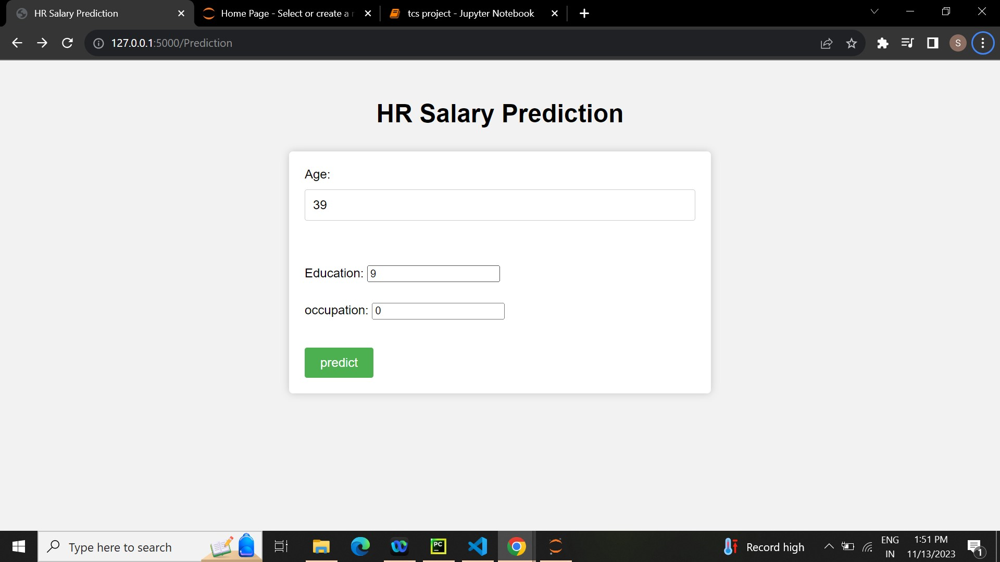 HR Salary Prediction
Home Page - Select or create a n
tcs project - Jupyter Notebook
127.0.0.1:5000/Prediction
S
HR Salary Prediction
Age:
39
Education: 9
occupation: 0
predict
Type here to search
PC
Record high
ENG
IN
1:51 PM
11/13/2023
1